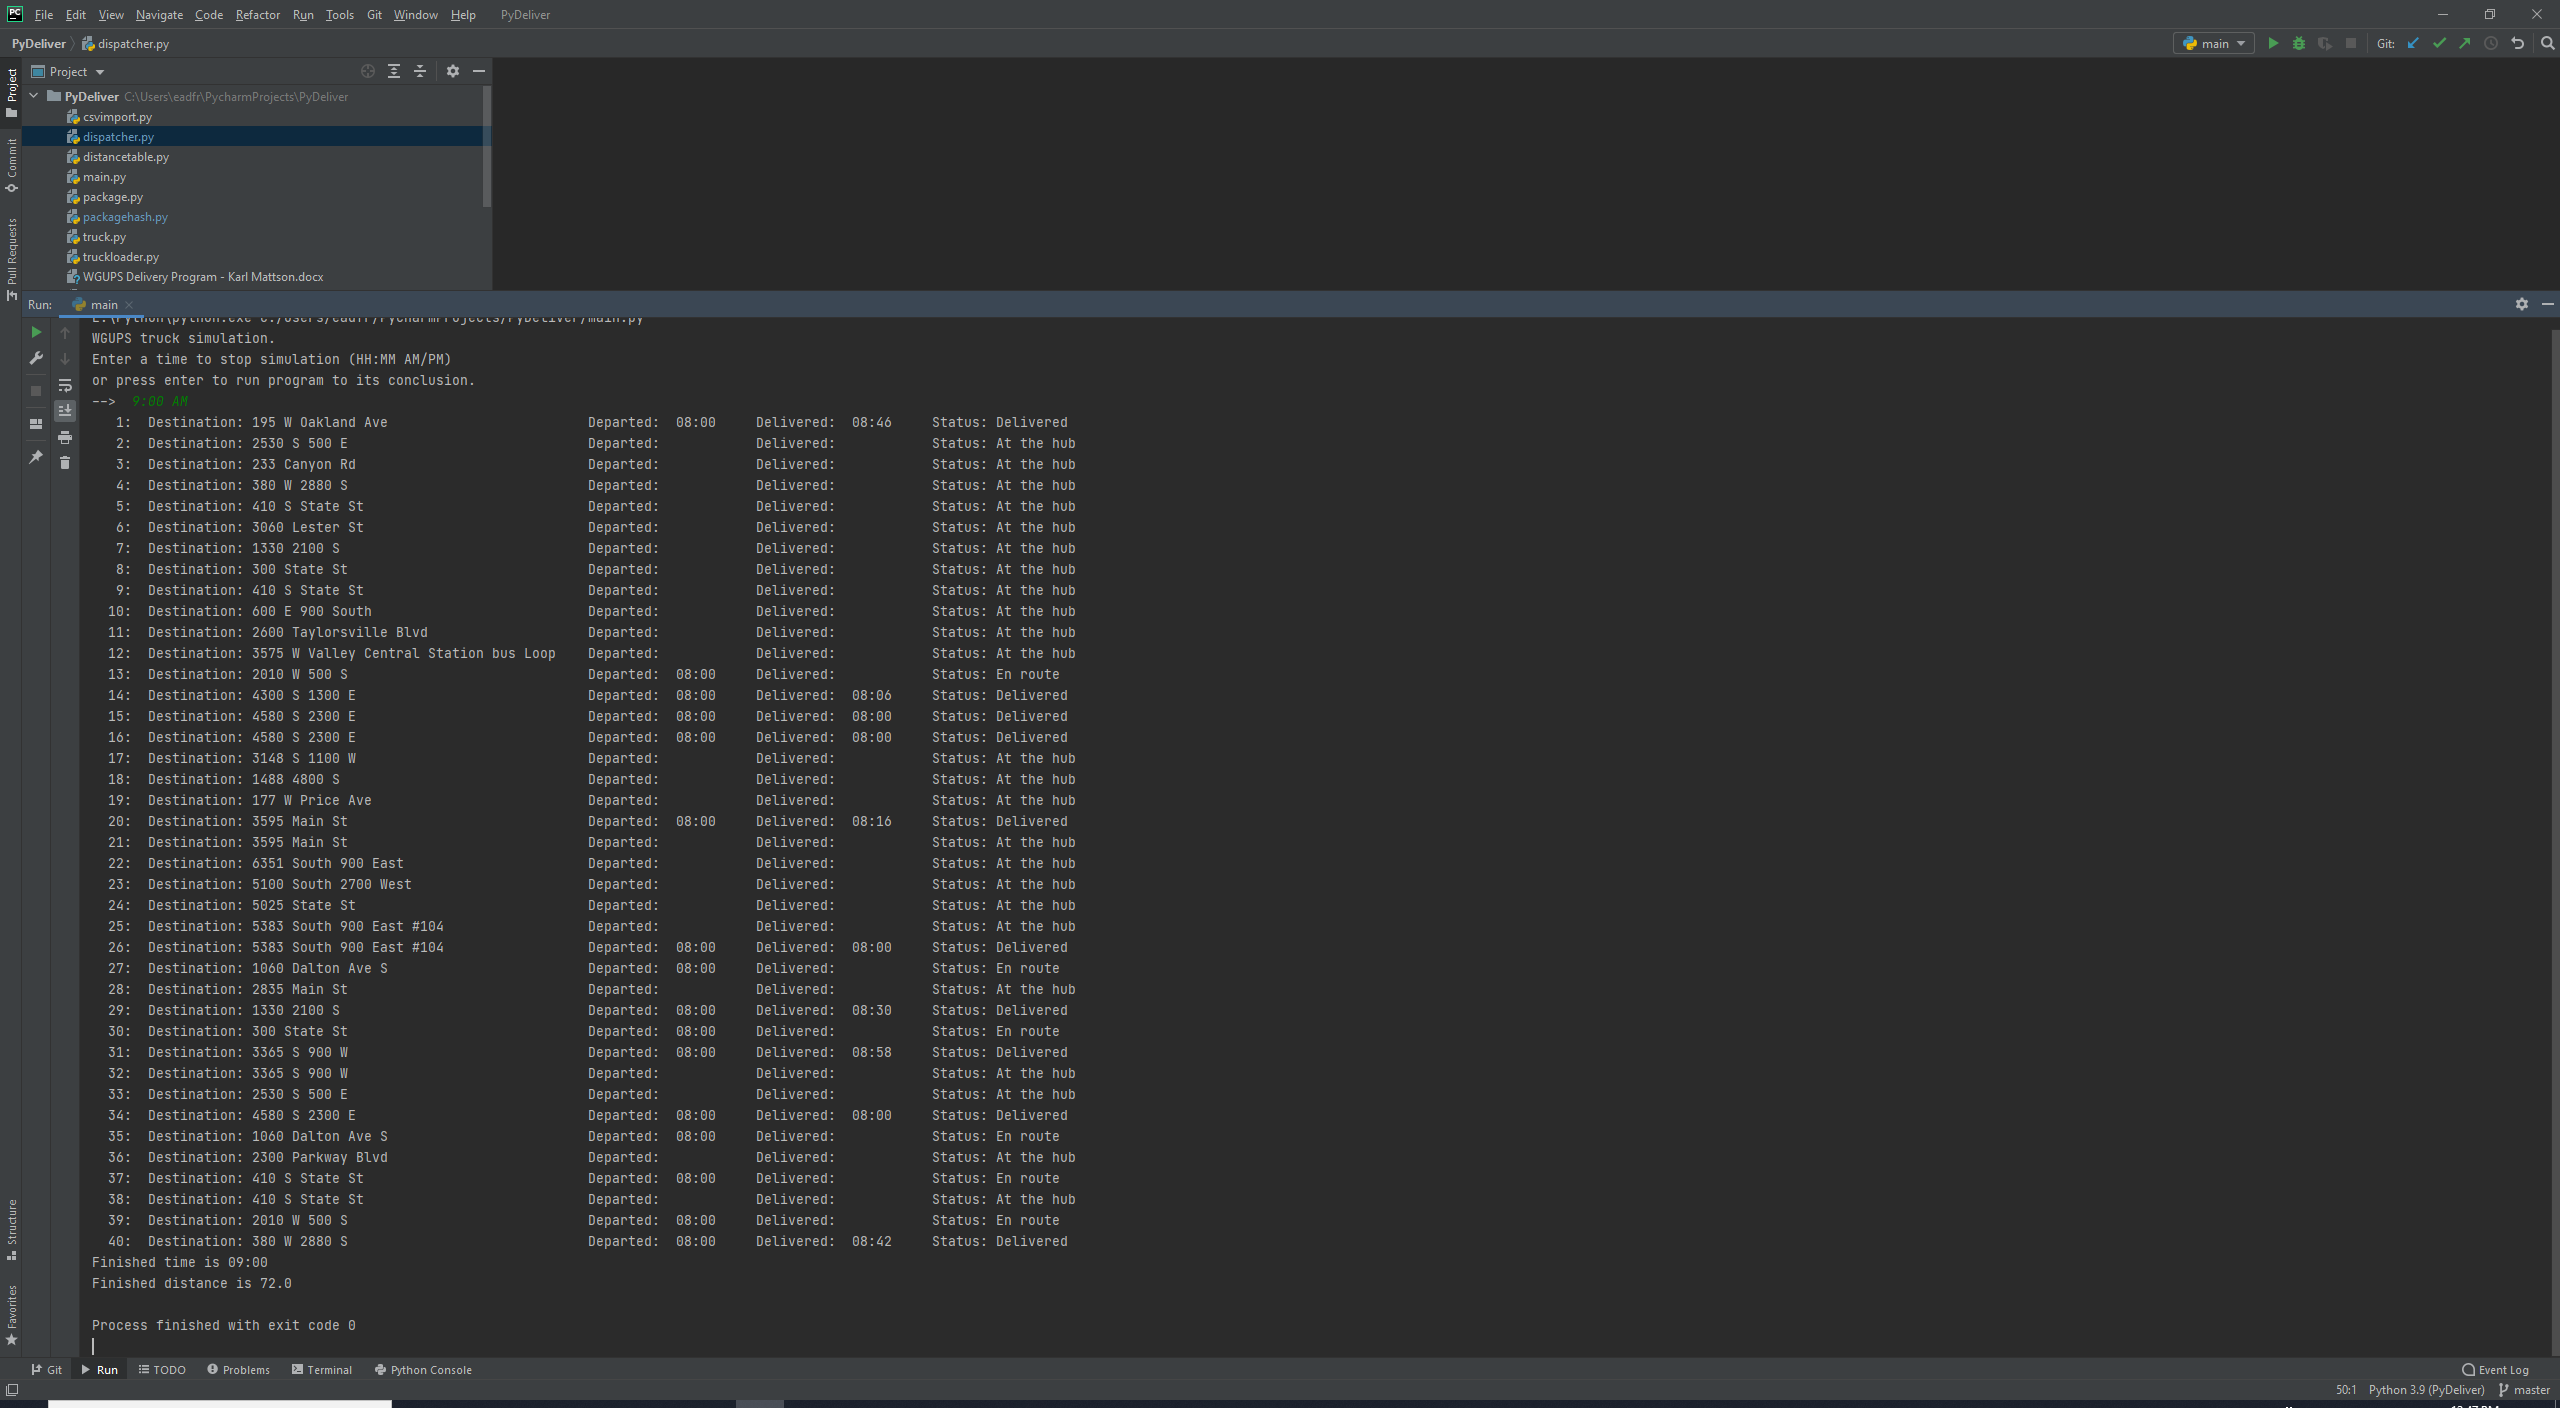 PC File Edit View Navigate Code Refactor Run Tools Git Window Help PyDeliver
PyDeliver dispatcher.py main Git:
Project
PyDeliver C:\Users\eadfr\PycharmProjects\PyDeliver
csvimport.py
dispatcher.py
distancetable.py
main.py
package.py
packagehash.py
truck.py
truckloader.py
WGUPS Delivery Program - Karl Mattson.docx
Project
Commit
Pull Requests
Run: main
E:\Python\python.exe C:/Users/eadfr/PycharmProjects/PyDeliver/main.py
WGUPS truck simulation.
Enter a time to stop simulation (HH:MM AM/PM)
or press enter to run program to its conclusion.
--> 9:00 AM
1: Destination: 195 W Oakland Ave Departed: 08:00 Delivered: 08:46 Status: Delivered
2: Destination: 2530 S 500 E Departed: Delivered: Status: At the hub
3: Destination: 233 Canyon Rd Departed: Delivered: Status: At the hub
4: Destination: 380 W 2880 S Departed: Delivered: Status: At the hub
5: Destination: 410 S State St Departed: Delivered: Status: At the hub
6: Destination: 3060 Lester St Departed: Delivered: Status: At the hub
7: Destination: 1330 2100 S Departed: Delivered: Status: At the hub
8: Destination: 300 State St Departed: Delivered: Status: At the hub
9: Destination: 410 S State St Departed: Delivered: Status: At the hub
10: Destination: 600 E 900 South Departed: Delivered: Status: At the hub
11: Destination: 2600 Taylorsville Blvd Departed: Delivered: Status: At the hub
12: Destination: 3575 W Valley Central Station bus Loop Departed: Delivered: Status: At the hub
13: Destination: 2010 W 500 S Departed: 08:00 Delivered: Status: En route
14: Destination: 4300 S 1300 E Departed: 08:00 Delivered: 08:06 Status: Delivered
15: Destination: 4580 S 2300 E Departed: 08:00 Delivered: 08:00 Status: Delivered
16: Destination: 4580 S 2300 E Departed: 08:00 Delivered: 08:00 Status: Delivered
17: Destination: 3148 S 1100 W Departed: Delivered: Status: At the hub
18: Destination: 1488 4800 S Departed: Delivered: Status: At the hub
19: Destination: 177 W Price Ave Departed: Delivered: Status: At the hub
20: Destination: 3595 Main St Departed: 08:00 Delivered: 08:16 Status: Delivered
21: Destination: 3595 Main St Departed: Delivered: Status: At the hub
22: Destination: 6351 South 900 East Departed: Delivered: Status: At the hub
23: Destination: 5100 South 2700 West Departed: Delivered: Status: At the hub
24: Destination: 5025 State St Departed: Delivered: Status: At the hub
25: Destination: 5383 South 900 East #104 Departed: Delivered: Status: At the hub
26: Destination: 5383 South 900 East #104 Departed: 08:00 Delivered: 08:00 Status: Delivered
27: Destination: 1060 Dalton Ave S Departed: 08:00 Delivered: Status: En route
28: Destination: 2835 Main St Departed: Delivered: Status: At the hub
29: Destination: 1330 2100 S Departed: 08:00 Delivered: 08:30 Status: Delivered
30: Destination: 300 State St Departed: 08:00 Delivered: Status: En route
31: Destination: 3365 S 900 W Departed: 08:00 Delivered: 08:58 Status: Delivered
32: Destination: 3365 S 900 W Departed: Delivered: Status: At the hub
33: Destination: 2530 S 500 E Departed: Delivered: Status: At the hub
34: Destination: 4580 S 2300 E Departed: 08:00 Delivered: 08:00 Status: Delivered
35: Destination: 1060 Dalton Ave S Departed: 08:00 Delivered: Status: En route
36: Destination: 2300 Parkway Blvd Departed: Delivered: Status: At the hub
37: Destination: 410 S State St Departed: 08:00 Delivered: Status: En route
38: Destination: 410 S State St Departed: Delivered: Status: At the hub
39: Destination: 2010 W 500 S Departed: 08:00 Delivered: Status: En route
40: Destination: 380 W 2880 S Departed: 08:00 Delivered: 08:42 Status: Delivered
Finished time is 09:00
Finished distance is 72.0
Process finished with exit code 0
Structure
Favorites
Git Run TODO Problems Terminal Python Console Event Log
50:1 Python 3.9 (PyDeliver) master